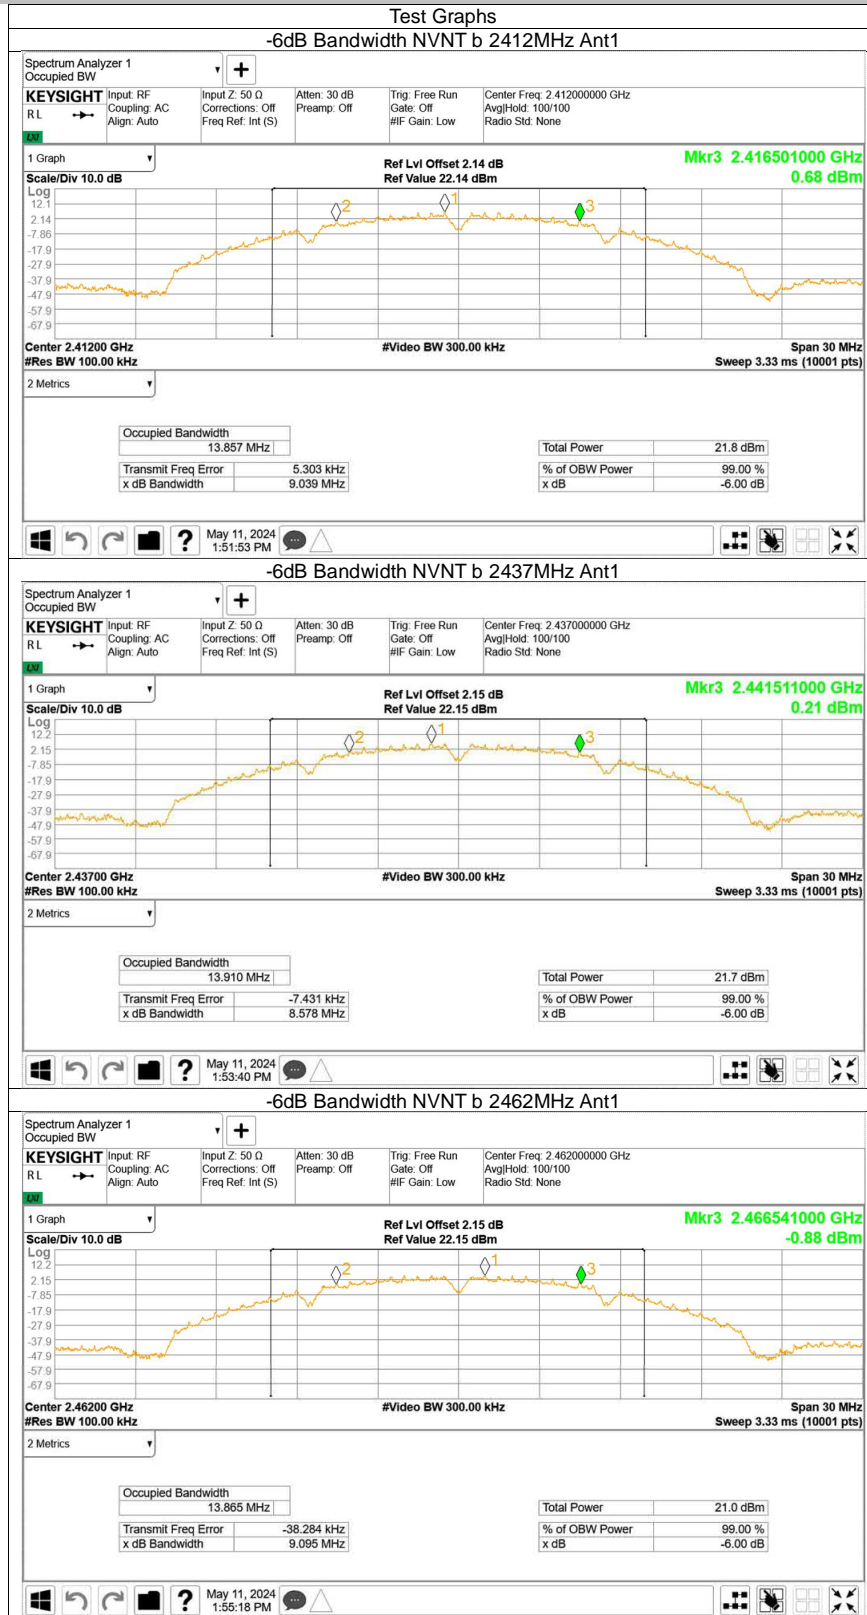 Test Graphs
-6dB Bandwidth NVNT b 2412MHz Ant1
Spectrum Analyzer 1
Occupied BW
+
KEYSIGHT Input: RF Input Z: 50 Ω Atten: 30 dB Trig: Free Run Center Freq: 2.412000000 GHz
RL Coupling: AC Corrections: Off Preamp: Off Gate: Off Avg|Hold: 100/100
Align: Auto Freq Ref: Int (S) #IF Gain: Low Radio Std: None
LXI
1 Graph Ref Lvl Offset 2.14 dB Mkr3 2.416501000 GHz
Scale/Div 10.0 dB Ref Value 22.14 dBm 0.68 dBm
Log
12.1
2.14
-7.86
-17.9
-27.9
-37.9
-47.9
-57.9
-67.9
2 1 3
Center 2.41200 GHz #Video BW 300.00 kHz Span 30 MHz
#Res BW 100.00 kHz Sweep 3.33 ms (10001 pts)
2 Metrics
Occupied Bandwidth
13.857 MHz Total Power 21.8 dBm
Transmit Freq Error 5.303 kHz % of OBW Power 99.00 %
x dB Bandwidth 9.039 MHz x dB -6.00 dB
? May 11, 2024
1:51:53 PM
-6dB Bandwidth NVNT b 2437MHz Ant1
Spectrum Analyzer 1
Occupied BW
+
KEYSIGHT Input: RF Input Z: 50 Ω Atten: 30 dB Trig: Free Run Center Freq: 2.437000000 GHz
RL Coupling: AC Corrections: Off Preamp: Off Gate: Off Avg|Hold: 100/100
Align: Auto Freq Ref: Int (S) #IF Gain: Low Radio Std: None
LXI
1 Graph Ref Lvl Offset 2.15 dB Mkr3 2.441511000 GHz
Scale/Div 10.0 dB Ref Value 22.15 dBm 0.21 dBm
Log
12.2
2.15
-7.85
-17.9
-27.9
-37.9
-47.9
-57.9
-67.9
2 1 3
Center 2.43700 GHz #Video BW 300.00 kHz Span 30 MHz
#Res BW 100.00 kHz Sweep 3.33 ms (10001 pts)
2 Metrics
Occupied Bandwidth
13.910 MHz Total Power 21.7 dBm
Transmit Freq Error -7.431 kHz % of OBW Power 99.00 %
x dB Bandwidth 8.578 MHz x dB -6.00 dB
? May 11, 2024
1:53:40 PM
-6dB Bandwidth NVNT b 2462MHz Ant1
Spectrum Analyzer 1
Occupied BW
+
KEYSIGHT Input: RF Input Z: 50 Ω Atten: 30 dB Trig: Free Run Center Freq: 2.462000000 GHz
RL Coupling: AC Corrections: Off Preamp: Off Gate: Off Avg|Hold: 100/100
Align: Auto Freq Ref: Int (S) #IF Gain: Low Radio Std: None
LXI
1 Graph Ref Lvl Offset 2.15 dB Mkr3 2.466541000 GHz
Scale/Div 10.0 dB Ref Value 22.15 dBm -0.88 dBm
Log
12.2
2.15
-7.85
-17.9
-27.9
-37.9
-47.9
-57.9
-67.9
2 1 3
Center 2.46200 GHz #Video BW 300.00 kHz Span 30 MHz
#Res BW 100.00 kHz Sweep 3.33 ms (10001 pts)
2 Metrics
Occupied Bandwidth
13.865 MHz Total Power 21.0 dBm
Transmit Freq Error -38.284 kHz % of OBW Power 99.00 %
x dB Bandwidth 9.095 MHz x dB -6.00 dB
? May 11, 2024
1:55:18 PM